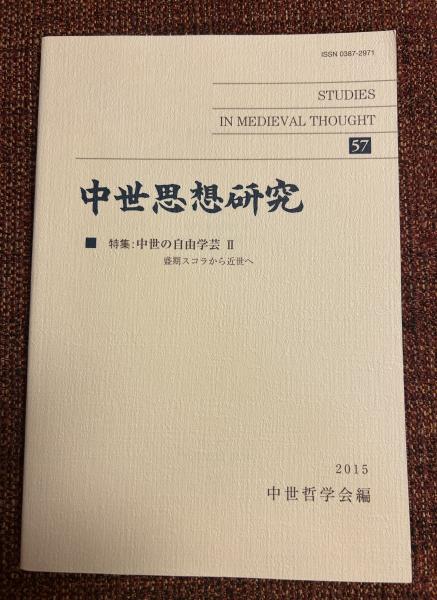 ISSN 0387-2971
STUDIES
IN MEDIEVAL THOUGHT
57
中世思想研究
■ 特集:中世の自由学芸 Ⅱ
盛期スコラから近世へ
2015
中世哲学会編